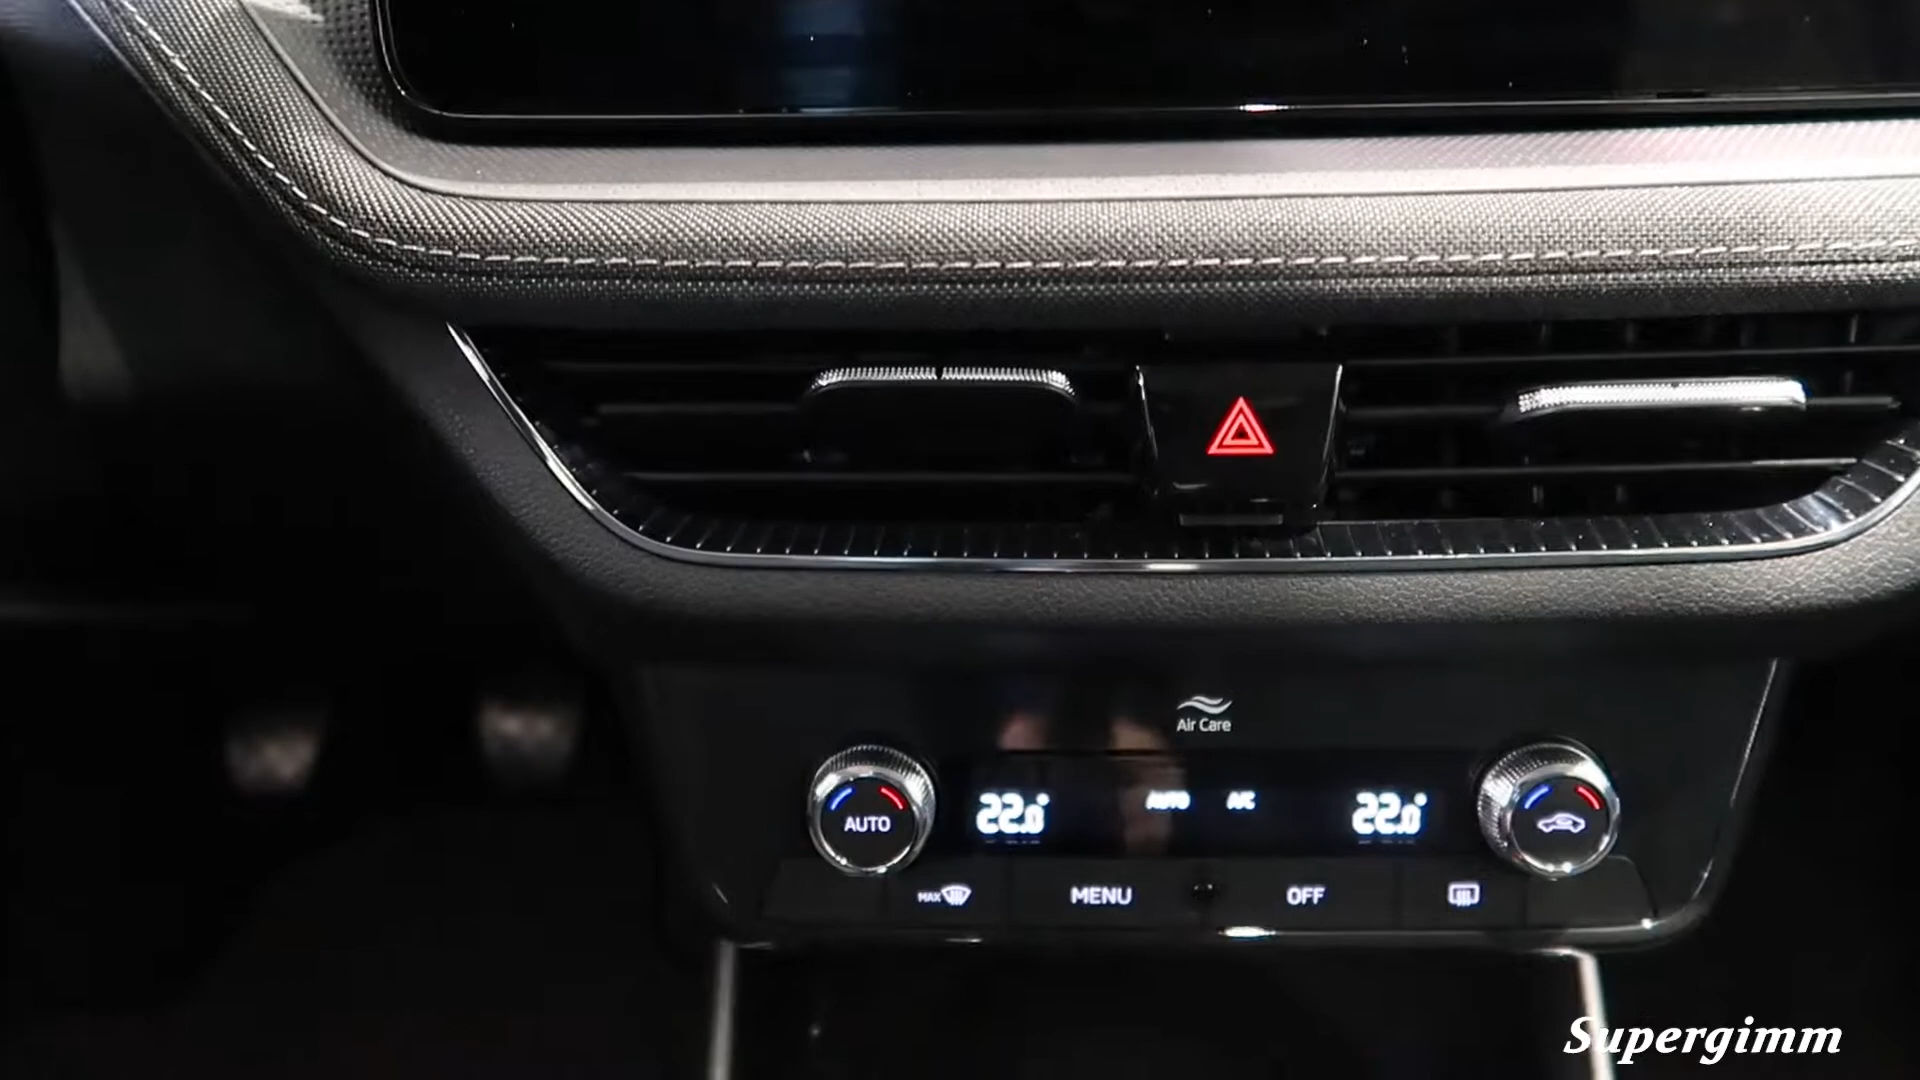 Air Care
AUTO
22.0°
AUTO
A/C
22.0°
MAX
MENU
OFF
Supergimm